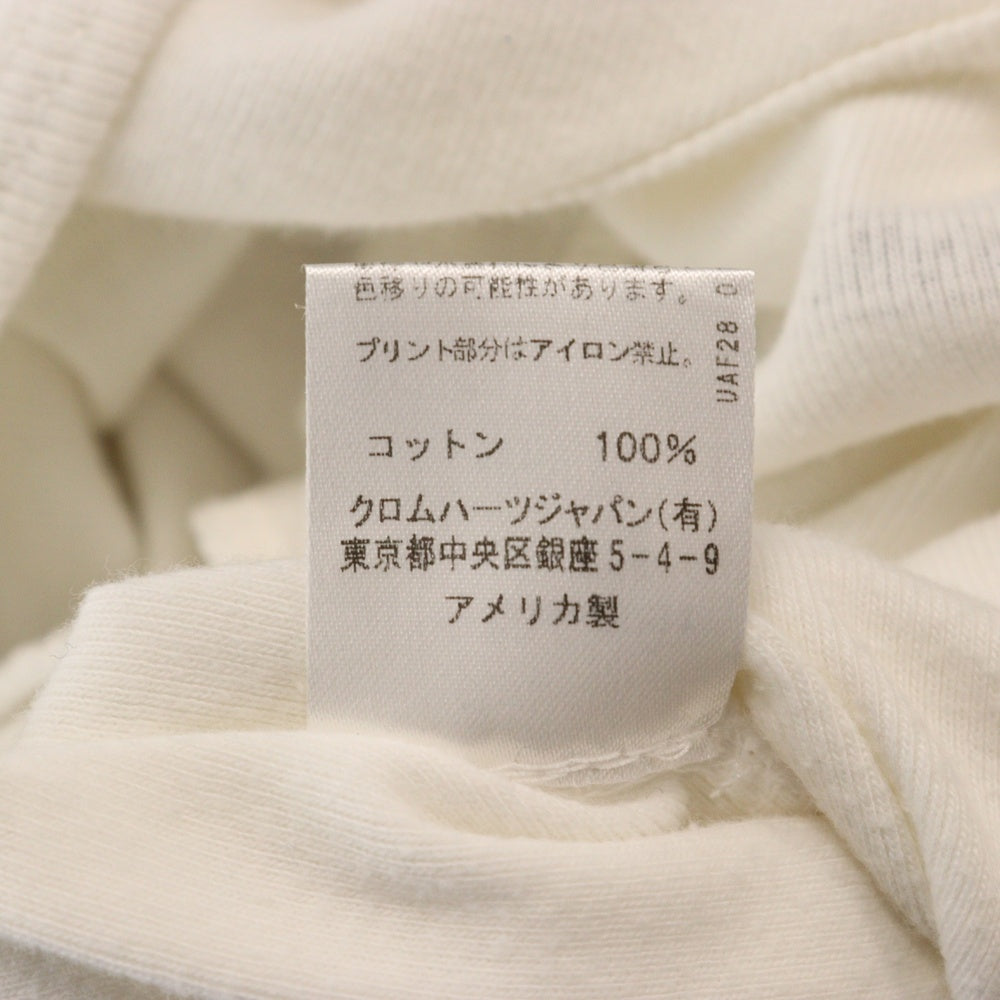 色移りの可能性があります。
プリント部分はアイロン禁止。
コットン 100%
クロムハーツジャパン(有)
東京都中央区銀座5-4-9
アメリカ製
UAF28 0